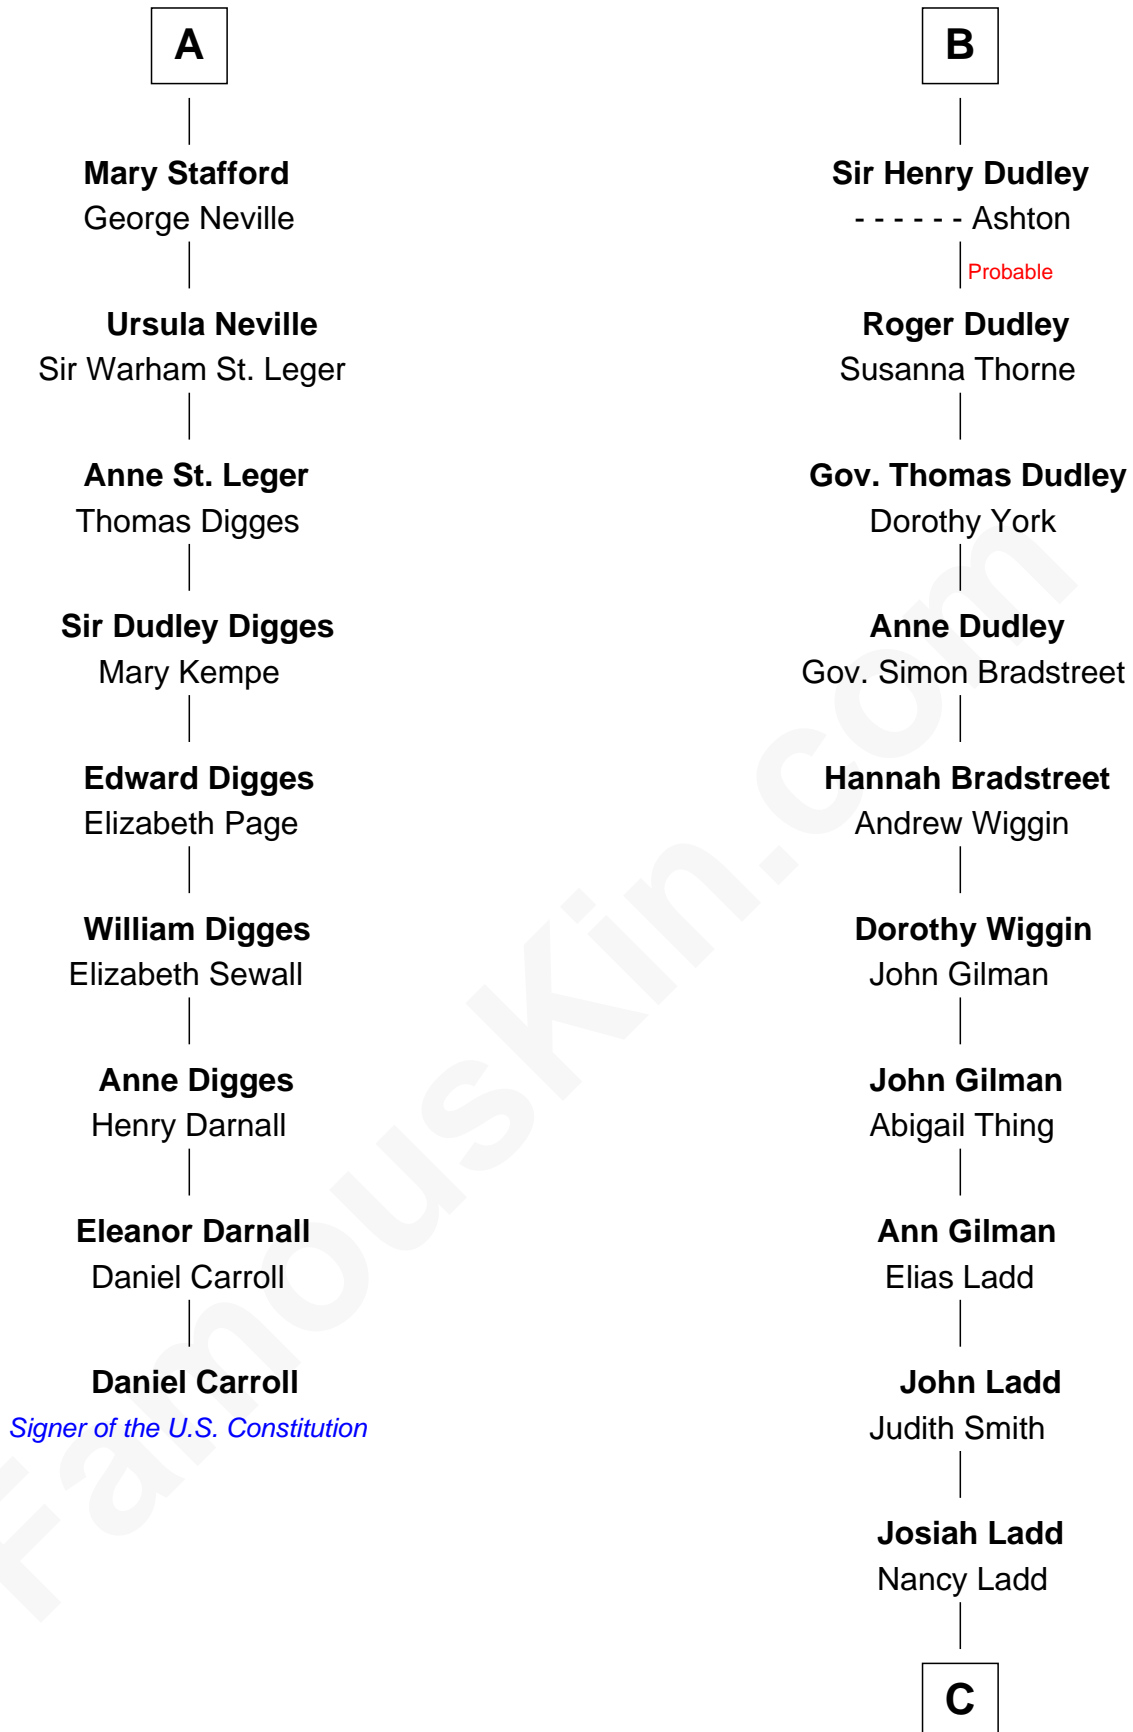 A
Mary Stafford
George Neville
Ursula Neville
Sir Warham St. Leger
Anne St. Leger
Thomas Digges
Sir Dudley Digges
Mary Kempe
Edward Digges
Elizabeth Page
William Digges
Elizabeth Sewall
Anne Digges
Henry Darnall
Eleanor Darnall
Daniel Carroll
Daniel Carroll
Signer of the U.S. Constitution
B
Sir Henry Dudley
- - - - - - Ashton
Probable
Roger Dudley
Susanna Thorne
Gov. Thomas Dudley
Dorothy York
Anne Dudley
Gov. Simon Bradstreet
Hannah Bradstreet
Andrew Wiggin
Dorothy Wiggin
John Gilman
John Gilman
Abigail Thing
Ann Gilman
Elias Ladd
John Ladd
Judith Smith
Josiah Ladd
Nancy Ladd
C
FamousKin.com